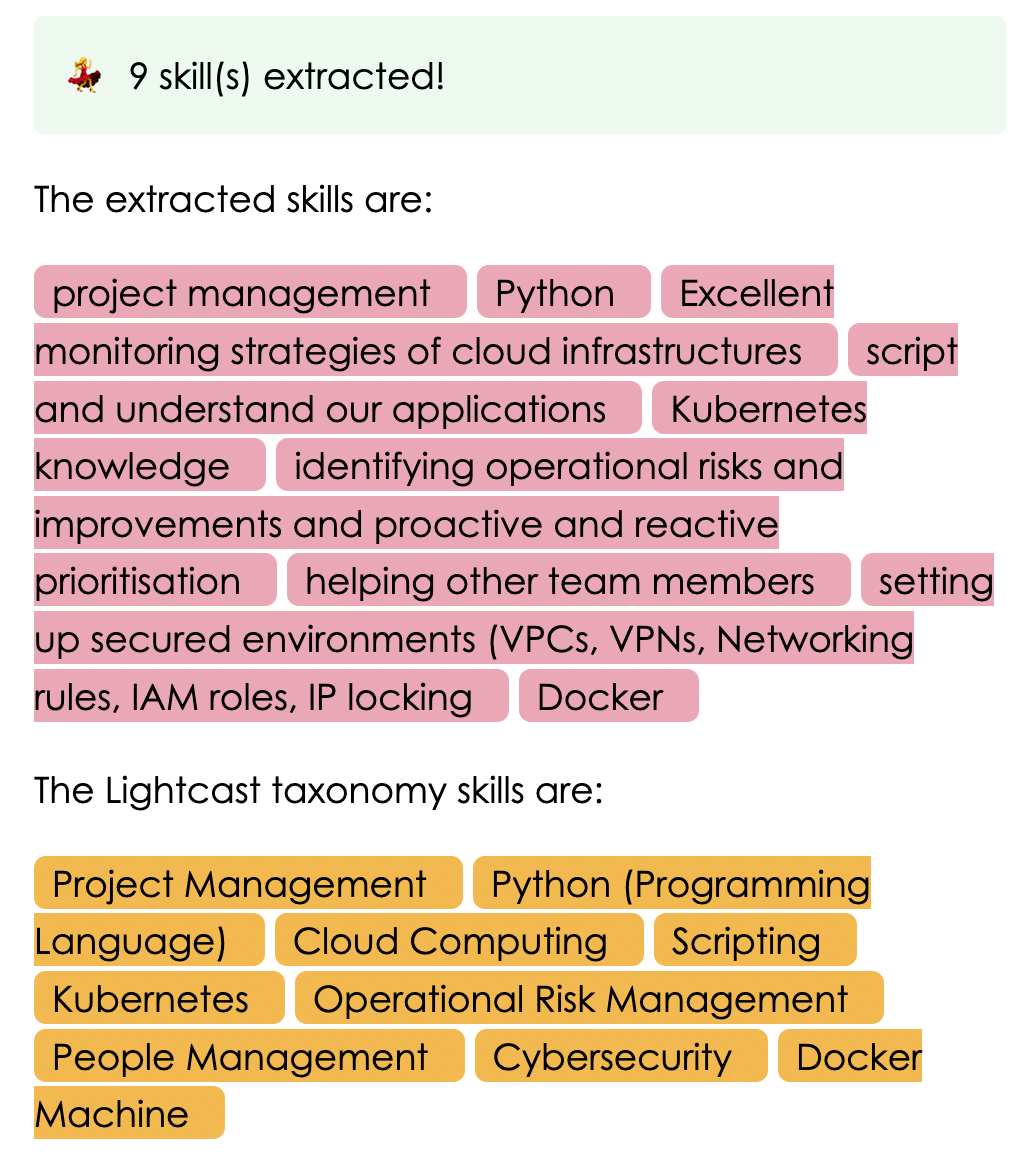 9 skill(s) extracted!
The extracted skills are:
project management Python Excellent
monitoring strategies of cloud infrastructures script
and understand our applications Kubernetes
knowledge identifying operational risks and
improvements and proactive and reactive
prioritisation helping other team members setting
up secured environments (VPCs, VPNs, Networking
rules, IAM roles, IP locking Docker
The Lightcast taxonomy skills are:
Project Management Python (Programming
Language) Cloud Computing Scripting
Kubernetes Operational Risk Management
People Management Cybersecurity Docker
Machine